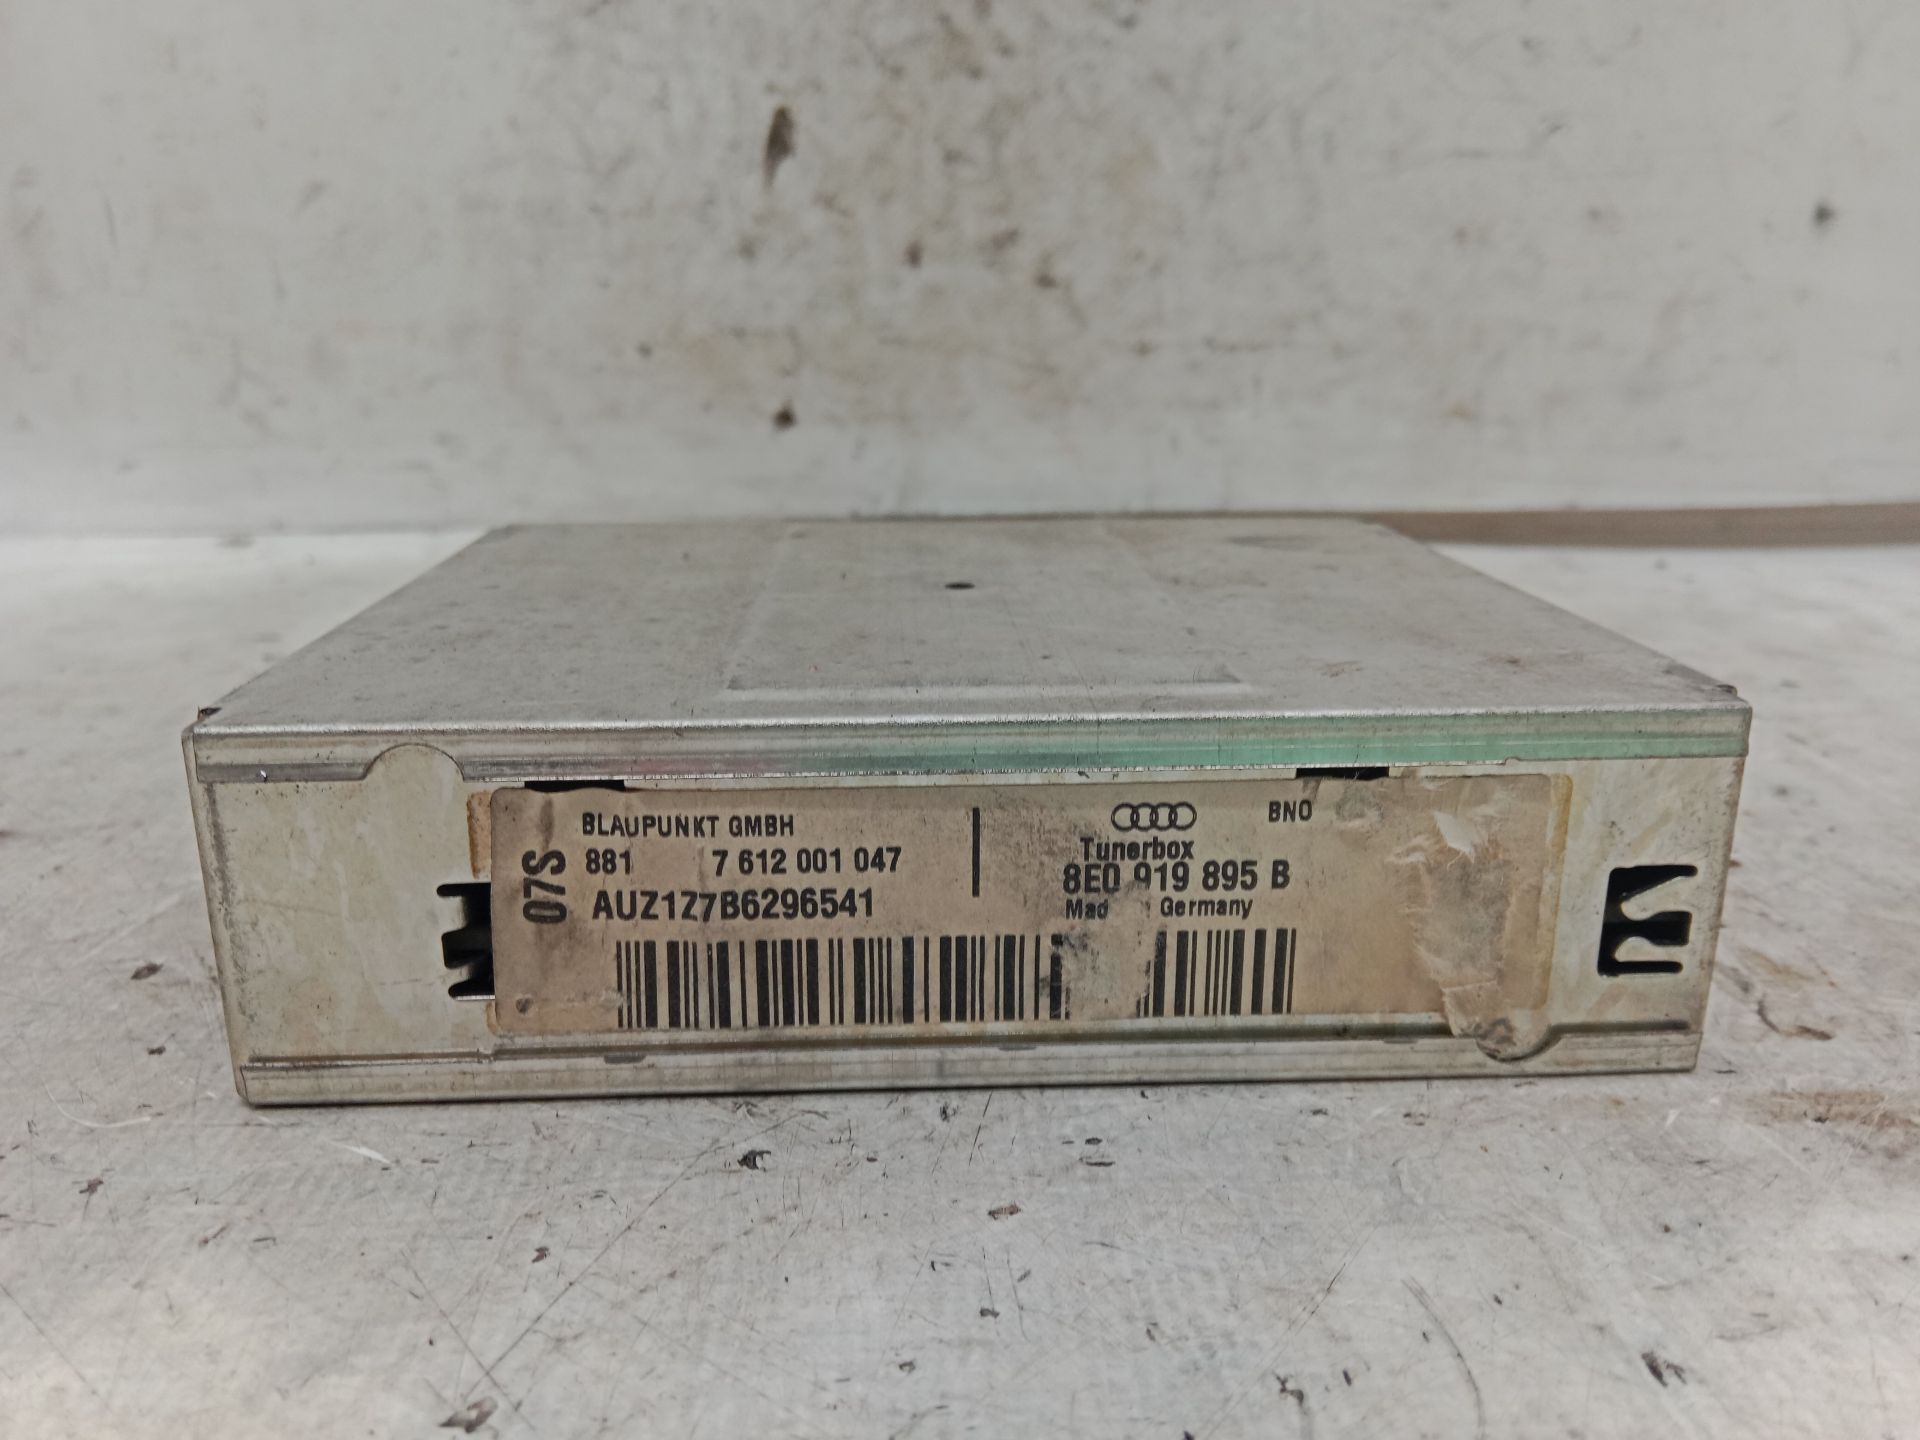 07S
BLAUPUNKT GMBH
881 7 612 001 047
AUZ1Z7B6296541
BNO
Tunerbox
8E0 919 895 B
Mad Germany